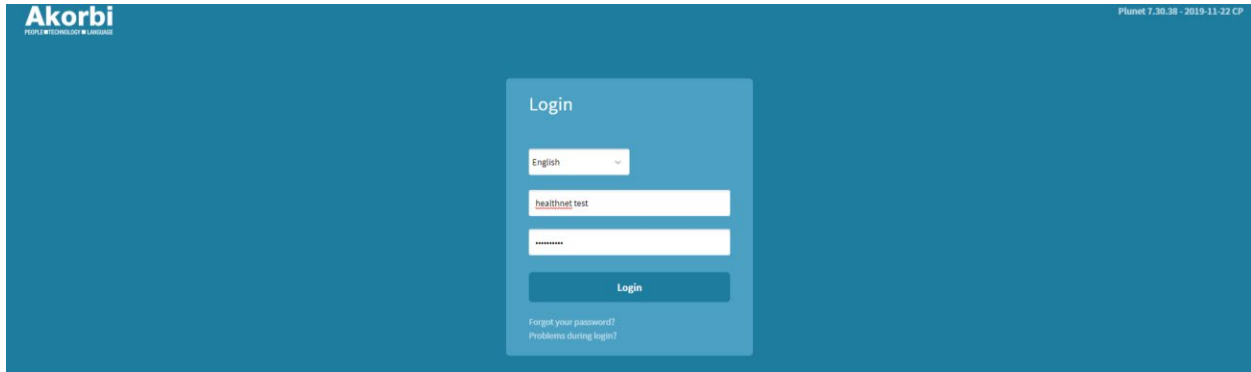 Akorbi
PEOPLE■TECHNOLOGY■LANGUAGE
Plunet 7.30.38 - 2019-11-22 CP
Login
English
healthnet test
••••••••••
Login
Forgot your password?
Problems during login?